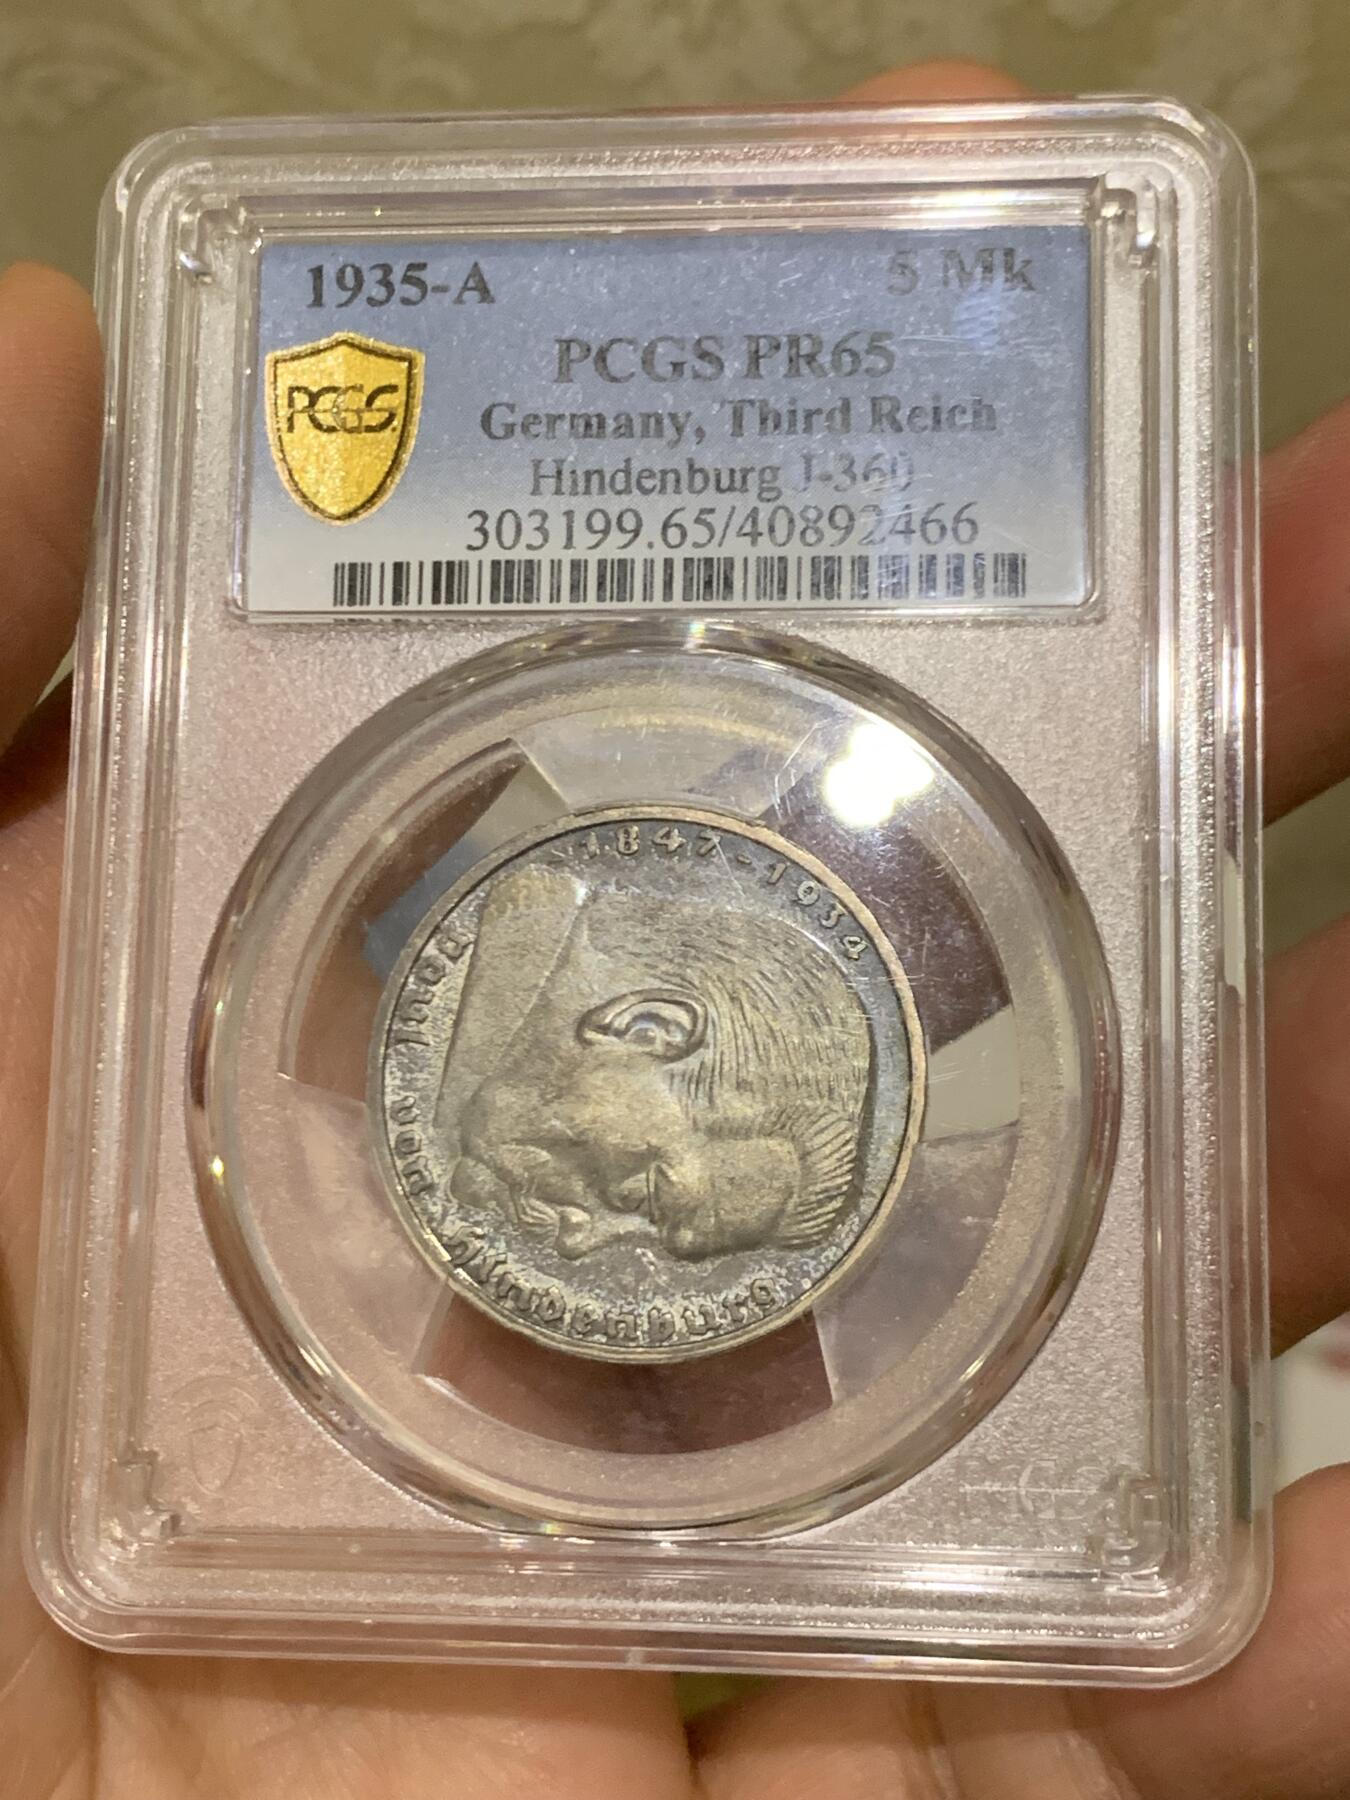 1935-A 5 Mk
PCGS PR65
PCGS
Germany, Third Reich
Hindenburg J-360
303199.65/40892466
1847-1934
Paul von Hindenburg